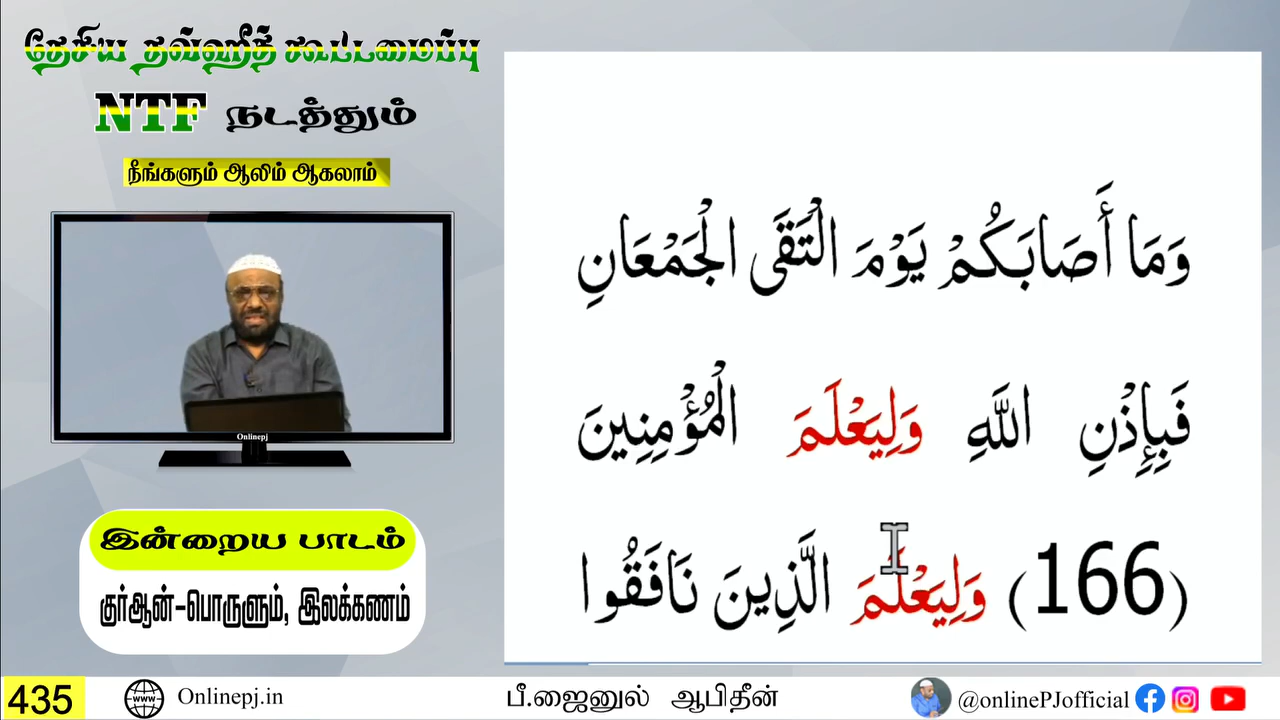 தேசிய தவ்ஹீத் கூட்டமைப்பு
NTF நடத்தும்
நீங்களும் ஆலிம் ஆகலாம்
Onlinepj
இன்றைய பாடம்
குர்ஆன்-பொருளும், இலக்கணம்
وَمَا أَصَابَكُمْ يَوْمَ الْتَقَى الْجَمْعَانِ
فَبِإِذْنِ اللَّهِ وَلِيَعْلَمَ الْمُؤْمِنِينَ
(166) وَلِيَعْلَمَ الَّذِينَ نَافَقُوا
435
www
Onlinepj.in
பீ.ஜைனுல் ஆபிதீன்
@onlinePJofficial